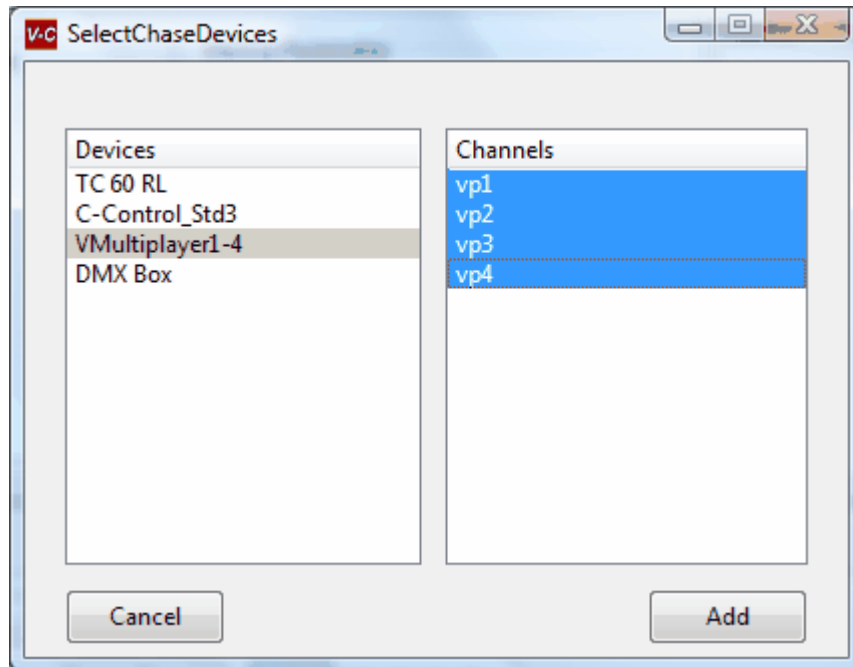 V-C SelectChaseDevices
Devices
TC 60 RL
C-Control_Std3
VMultiplayer1-4
DMX Box
Channels
vp1
vp2
vp3
vp4
Cancel
Add